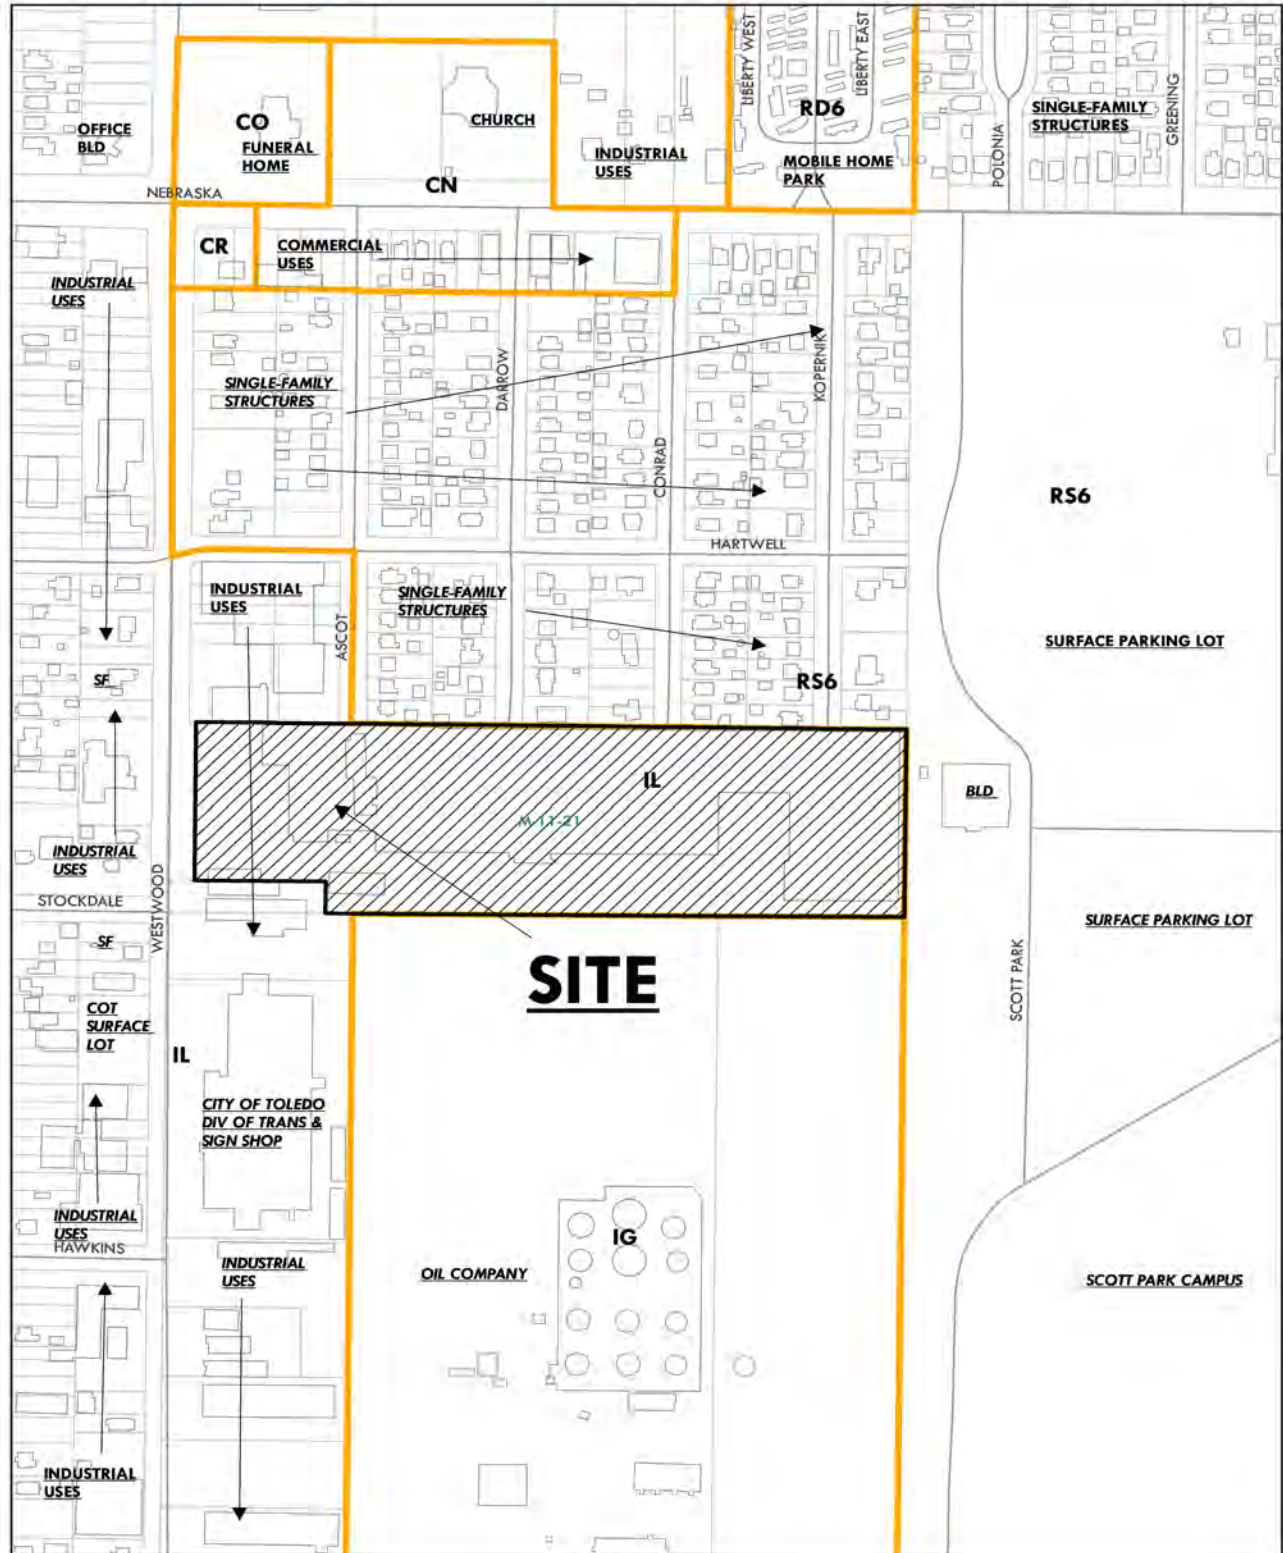 LIBERTY WEST
LIBERTY EAST
RD6
CO
FUNERAL
HOME
CHURCH
OFFICE
BLD
SINGLE-FAMILY
STRUCTURES
GREENING
POLONIA
INDUSTRIAL
USES
MOBILE HOME
PARK
CN
NEBRASKA
CR
COMMERCIAL
USES
INDUSTRIAL
USES
SINGLE-FAMILY
STRUCTURES
DARROW
KOPERNIK
CONRAD
RS6
HARTWELL
INDUSTRIAL
USES
ASCOT
SINGLE-FAMILY
STRUCTURES
SURFACE PARKING LOT
SF
RS6
IL
M-11-21
BLD
INDUSTRIAL
USES
STOCKDALE
WESTWOOD
SURFACE PARKING LOT
SF
SITE
SCOTT PARK
COT
SURFACE
LOT
IL
CITY OF TOLEDO
DIV OF TRANS &
SIGN SHOP
INDUSTRIAL
USES
HAWKINS
IG
INDUSTRIAL
USES
OIL COMPANY
SCOTT PARK CAMPUS
INDUSTRIAL
USES